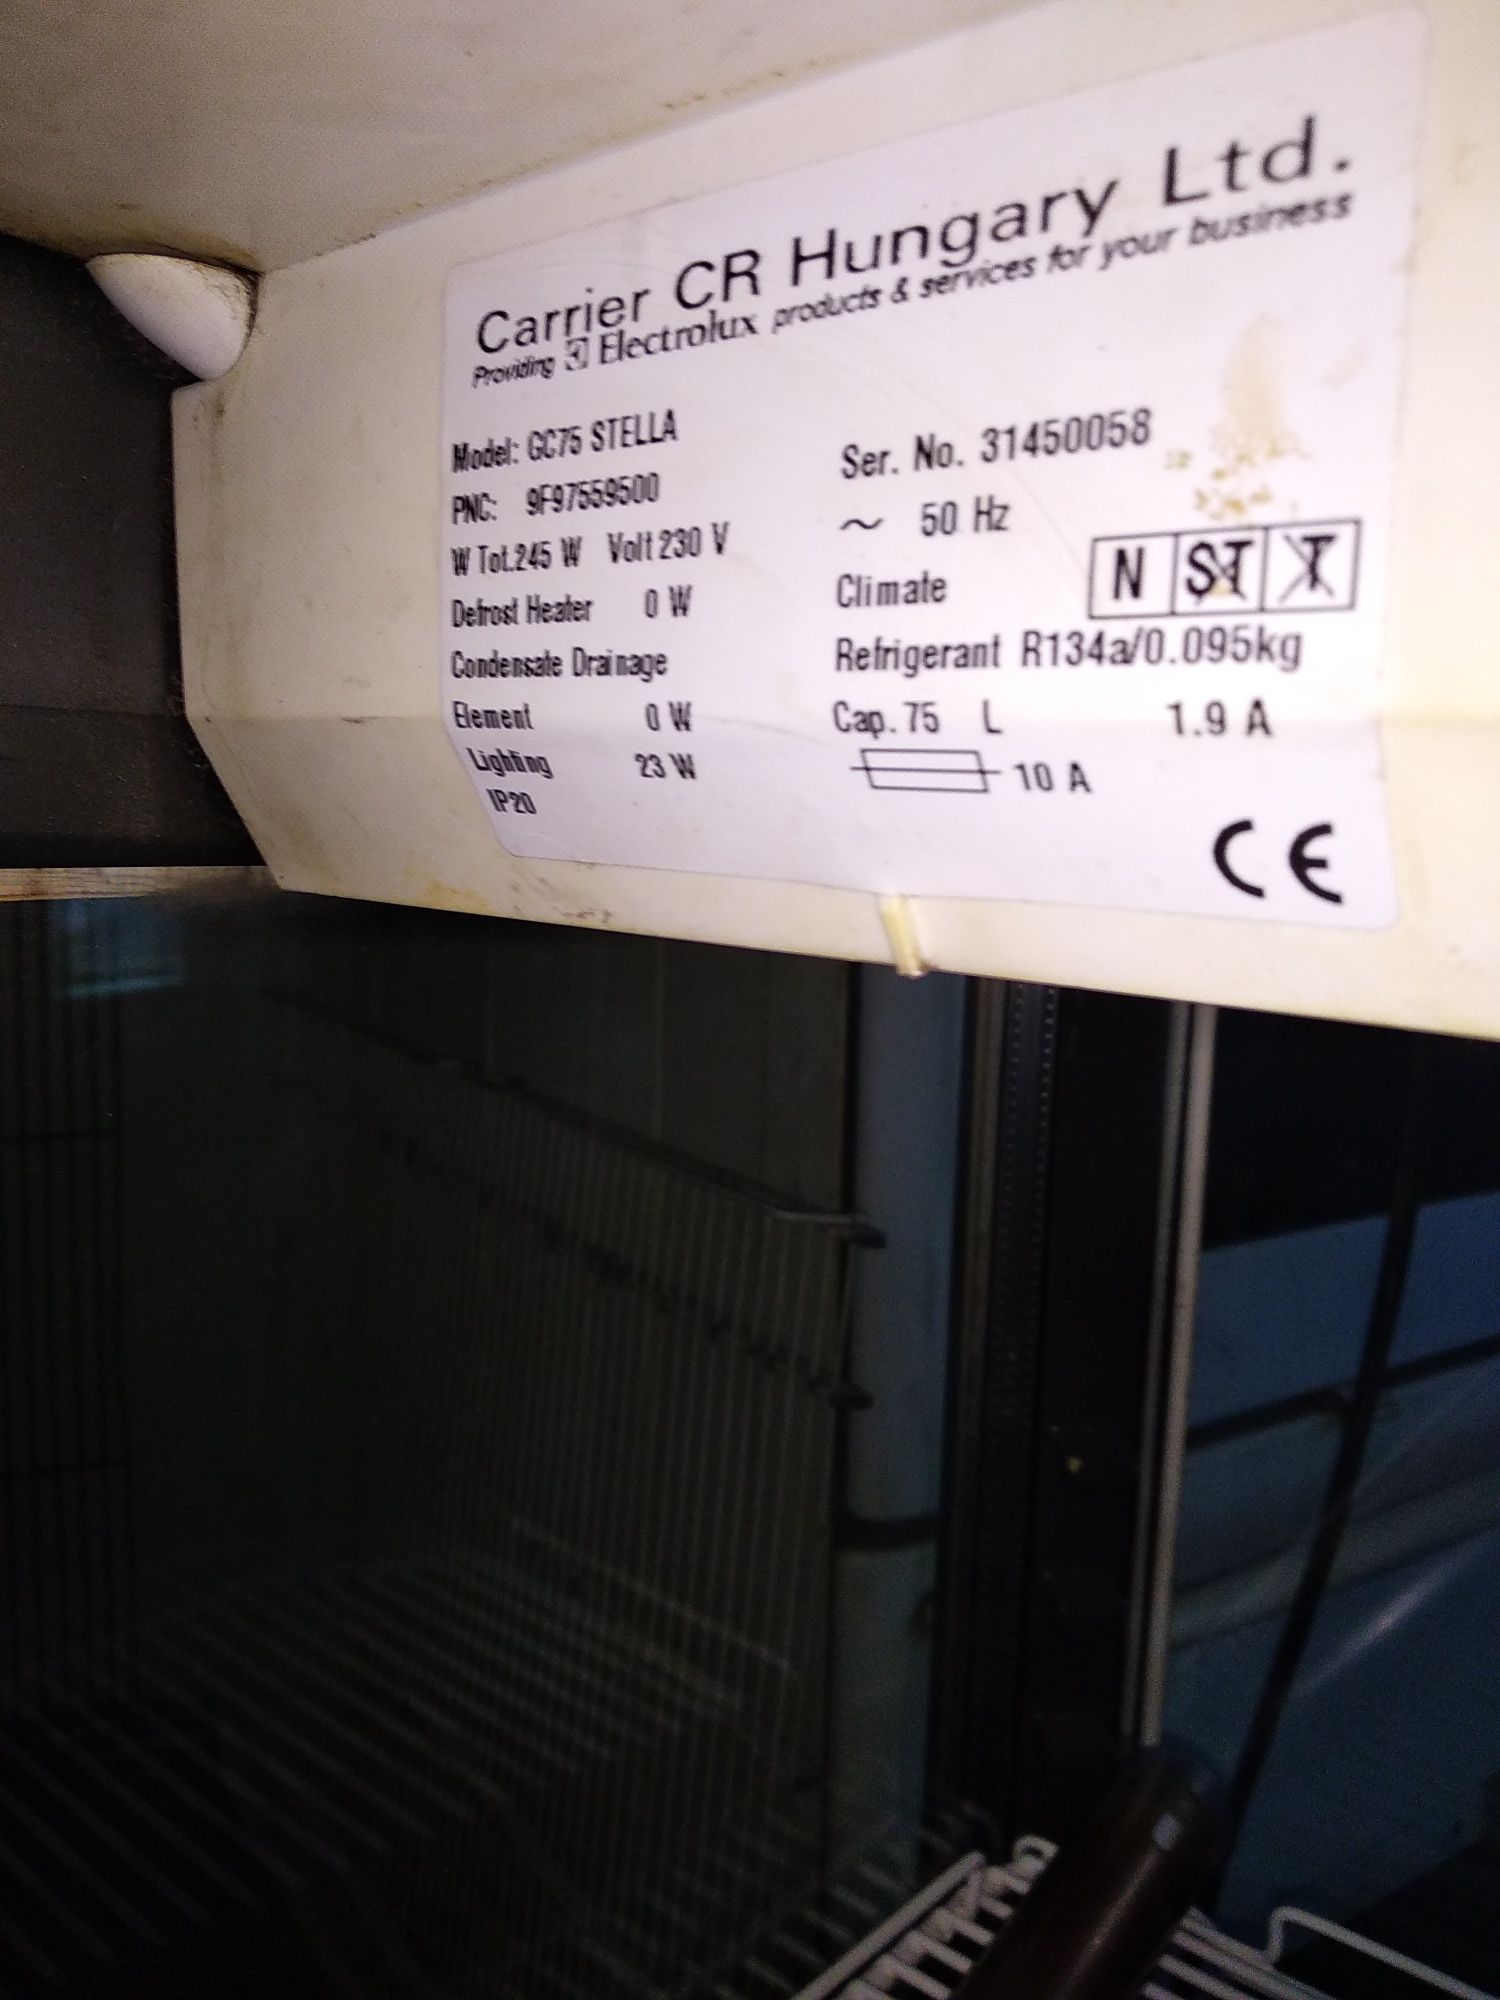 Carrier CR Hungary Ltd.
Providing Electrolux products & services for your business
Model: GC75 STELLA
Ser. No. 31450058
PNC: 9F97559500
~ 50 Hz
W Tot.245 W Volt 230 V
Climate N ST T
Defrost Heater 0 W
Refrigerant R134a/0.095kg
Condensate Drainage
Element 0 W
Cap. 75 L 1.9 A
Lighting 23 W
10 A
IP20
CE